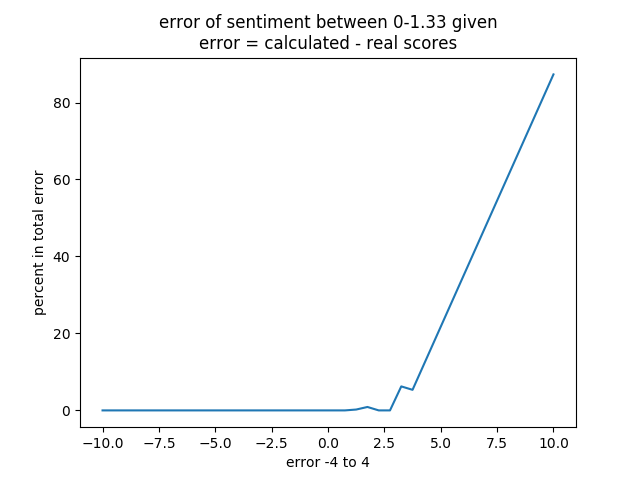 error of sentiment between 0-1.33 given
error = calculated - real scores
percent in total error
80
60
40
20
0
−10.0 −7.5 −5.0 −2.5 0.0 2.5 5.0 7.5 10.0
error -4 to 4